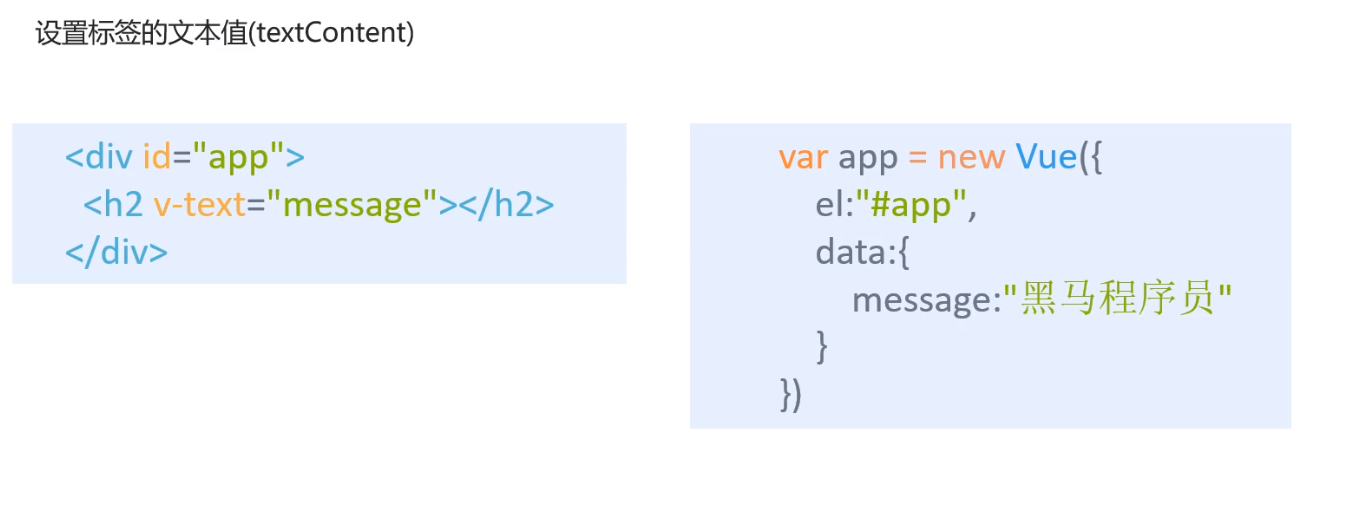 设置标签的文本值(textContent)
<div id="app">
<h2 v-text="message"></h2>
</div>
var app = new Vue({
el:"#app",
data:{
message:"黑马程序员"
}
})